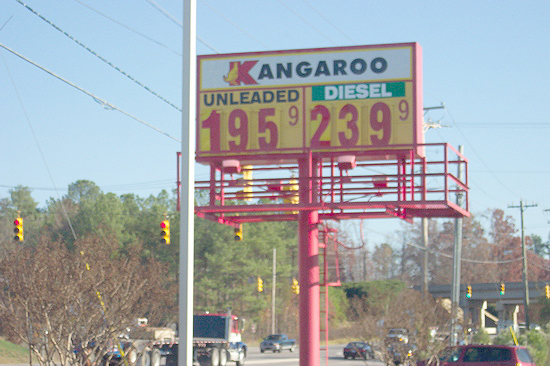 KANGAROO
UNLEADED DIESEL
195 9 239 9